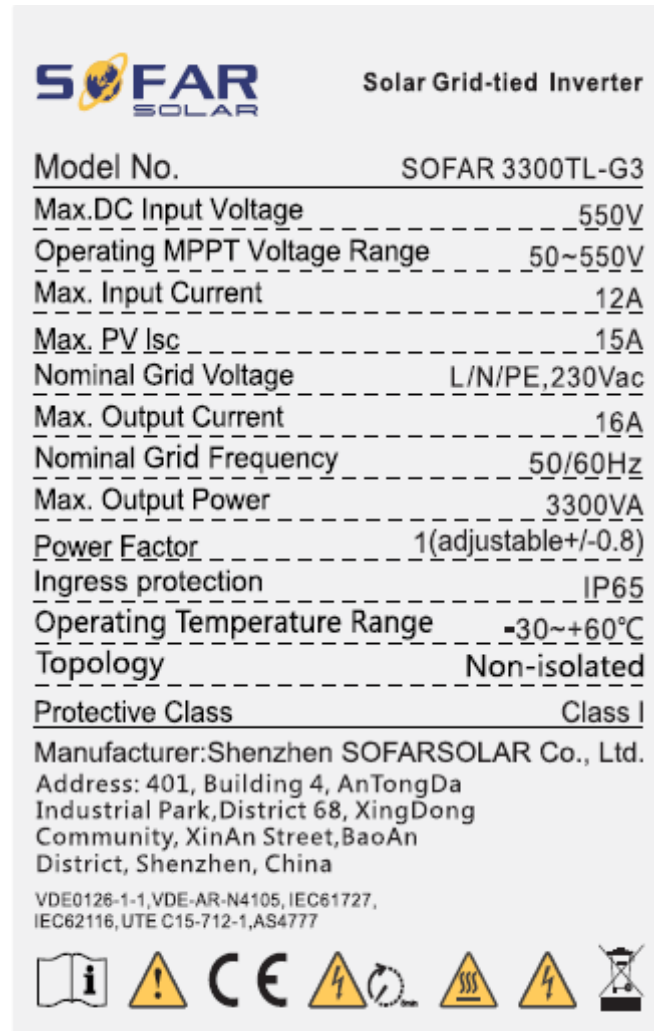 SOFAR
SOLAR
Solar Grid-tied Inverter
Model No. SOFAR 3300TL-G3
Max.DC Input Voltage 550V
Operating MPPT Voltage Range 50~550V
Max. Input Current 12A
Max. PV Isc 15A
Nominal Grid Voltage L/N/PE,230Vac
Max. Output Current 16A
Nominal Grid Frequency 50/60Hz
Max. Output Power 3300VA
Power Factor 1(adjustable+/-0.8)
Ingress protection IP65
Operating Temperature Range -30~+60℃
Topology Non-isolated
Protective Class Class I
Manufacturer:Shenzhen SOFARSOLAR Co., Ltd.
Address: 401, Building 4, AnTongDa
Industrial Park,District 68, XingDong
Community, XinAn Street,BaoAn
District, Shenzhen, China
VDE0126-1-1,VDE-AR-N4105, IEC61727,
IEC62116,UTE C15-712-1,AS4777
i ! CE